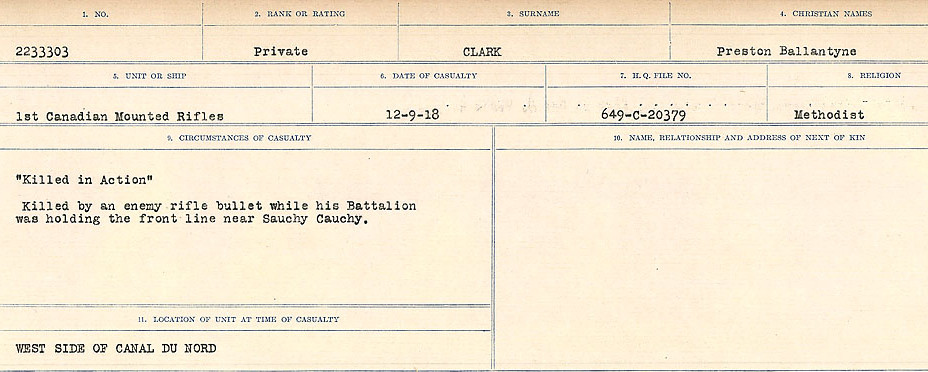 1. NO. 2. RANK OR RATING 3. SURNAME 4. CHRISTIAN NAMES
2233303 Private CLARK Preston Ballantyne
5. UNIT OR SHIP 6. DATE OF CASUALTY 7. H.Q. FILE NO. 8. RELIGION
1st Canadian Mounted Rifles 12-9-18 649-C-20379 Methodist
9. CIRCUMSTANCES OF CASUALTY 10. NAME, RELATIONSHIP AND ADDRESS OF NEXT OF KIN
"Killed in Action"
Killed by an enemy rifle bullet while his Battalion
was holding the front line near Sauchy Cauchy.
11. LOCATION OF UNIT AT TIME OF CASUALTY
WEST SIDE OF CANAL DU NORD